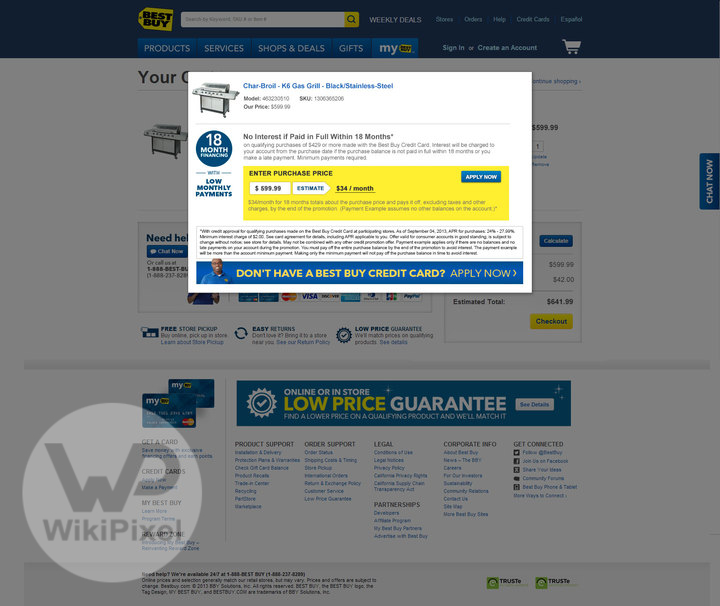 BEST BUY
Search by Keyword, SKU # or Item #
WEEKLY DEALS
Stores Orders Help Credit Cards Español
PRODUCTS SERVICES SHOPS & DEALS GIFTS my BEST BUY
Sign In or Create an Account
Your C
ontinue shopping ›
Char-Broil - K6 Gas Grill - Black/Stainless-Steel
Model: 463230510 SKU: 1306365206
Our Price: $599.99
$599.99
1
18
MONTH
FINANCING
WITH
LOW
MONTHLY
PAYMENTS
No Interest if Paid in Full Within 18 Months*
on qualifying purchases of $429 or more made with the Best Buy Credit Card. Interest will be charged to
your account from the purchase date if the purchase balance is not paid in full within 18 months or you
make a late payment. Minimum payments required.
ENTER PURCHASE PRICE
APPLY NOW
$ 599.99 ESTIMATE $34 / month
$34/month for 18 months totals about the purchase price and pays it off, excluding taxes and other
charges, by the end of the promotion. (Payment Example assumes no other balances on the account.)*
*With credit approval for qualifying purchases made on the Best Buy Credit Card at participating stores. As of September 04, 2013, APR for purchases: 24% - 27.99%.
Minimum interest charge of $2.00. See card agreement for details, including APR applicable to you. Offer valid for consumer accounts in good standing, is subject to
change without notice; see store for details. May not be combined with any other credit promotion offer. Payment example applies only if there are no balances and no
late payments on your account during the promotion. You must pay off the entire purchase balance by the end of the promotion to avoid interest. The payment example
will be more than the account minimum payment. Making only the minimum payment will not pay off the purchase balance in time to avoid interest.
DON'T HAVE A BEST BUY CREDIT CARD? APPLY NOW ›
CHAT NOW
Need help
Chat Now
Or call us at
1-888-BEST-BU
(1-888-237-828
Calculate
$599.99
$42.00
Estimated Total: $641.99
Checkout
VISA DISCOVER PayPal
FREE STORE PICKUP
Buy online, pick up in store.
Learn about Store Pickup
EASY RETURNS
Don't love it? Bring it to a store
near you. See our Return Policy
LOW PRICE GUARANTEE
We'll match prices on qualifying
products. See details
my BEST BUY
my
ONLINE OR IN STORE
LOW PRICE GUARANTEE
FIND A LOWER PRICE ON A QUALIFYING PRODUCT AND WE'LL MATCH IT
See Details
GET A CARD
Save money with exclusive
financing offers and earn points
CREDIT CARDS
Apply Now
Make a Payment
MY BEST BUY
Learn More
Program Terms
REWARD ZONE
Introducing My Best Buy –
Reinventing Reward Zone
PRODUCT SUPPORT
Installation & Delivery
Protection Plans & Warranties
Check Gift Card Balance
Product Recalls
Trade-in Center
Recycling
PartStore
Marketplace
ORDER SUPPORT
Order Status
Shipping Costs & Timing
Store Pickup
International Orders
Return & Exchange Policy
Customer Service
Low Price Guarantee
LEGAL
Conditions of Use
Legal Notices
Privacy Policy
California Privacy Rights
California Supply Chain
Transparency Act
PARTNERSHIPS
Developers
Affiliate Program
My Best Buy Partners
Advertise with Best Buy
CORPORATE INFO
About Best Buy
News – The BBY
Careers
For Our Investors
Sustainability
Community Relations
Contact Us
Site Map
More Best Buy Sites
GET CONNECTED
Follow @BestBuy
Join Us on Facebook
Share Your Ideas
Community Forums
Best Buy Phone & Tablet
More Ways to Connect ›
WikiPixel
Need help? We're available 24/7 at 1-888-BEST BUY (1-888-237-8289)
Online prices and selection generally match our retail stores, but may vary. Prices and offers are subject to
change. Bestbuy.com © 2013 BBY Solutions, Inc. All rights reserved. BEST BUY, the BEST BUY logo, the
Tag Design, MY BEST BUY, and BESTBUY.COM are trademarks of BBY Solutions, Inc.
TRUSTe
TRUSTe